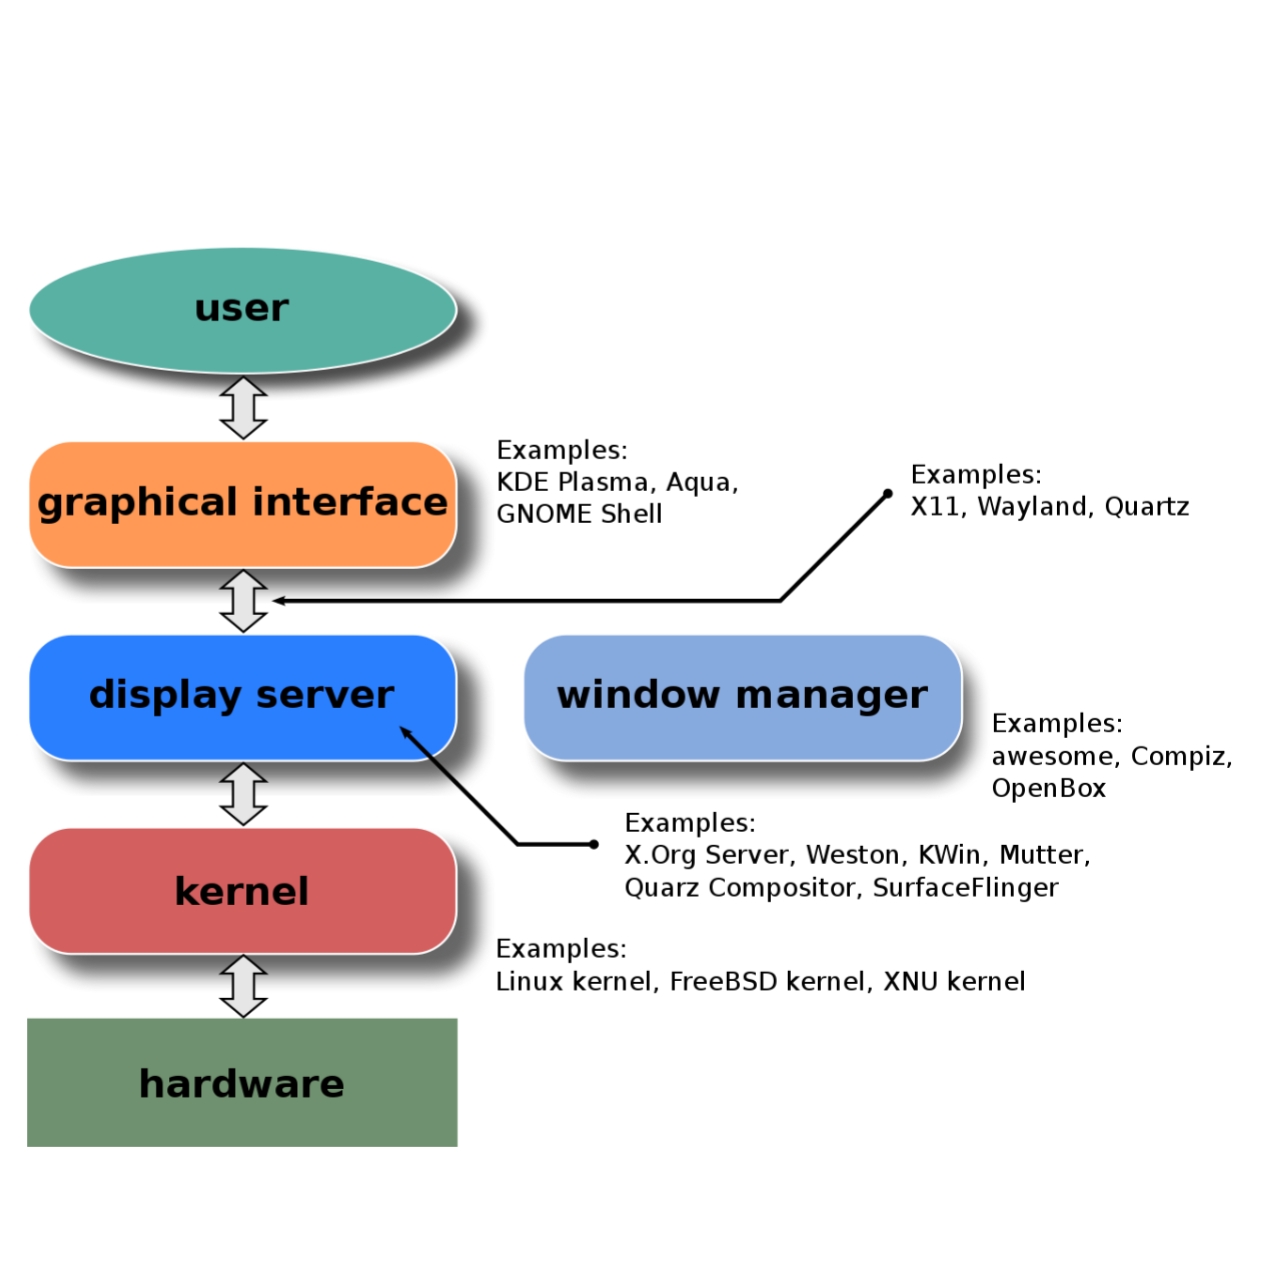 user
graphical interface
Examples:
KDE Plasma, Aqua,
GNOME Shell
Examples:
X11, Wayland, Quartz
display server
window manager
Examples:
awesome, Compiz,
OpenBox
Examples:
X.Org Server, Weston, KWin, Mutter,
Quarz Compositor, SurfaceFlinger
kernel
Examples:
Linux kernel, FreeBSD kernel, XNU kernel
hardware